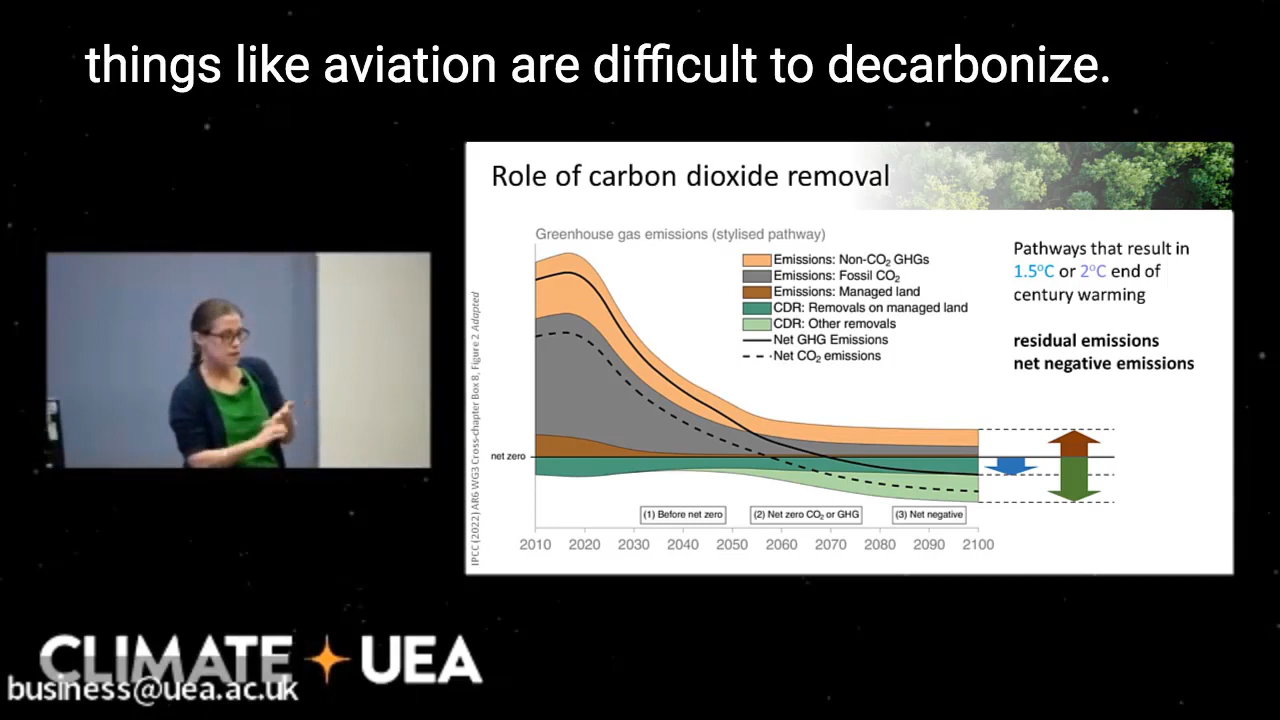 things like aviation are difficult to decarbonize.
Role of carbon dioxide removal
Greenhouse gas emissions (stylised pathway)
Emissions: Non-CO₂ GHGs
Emissions: Fossil CO₂
Emissions: Managed land
CDR: Removals on managed land
CDR: Other removals
Net GHG Emissions
Net CO₂ emissions
Pathways that result in
1.5°C or 2°C end of
century warming
residual emissions
net negative emissions
IPCC (2022) AR6 WG3 Cross-chapter Box 8, Figure 2 Adapted
net zero
(1) Before net zero
(2) Net zero CO₂ or GHG
(3) Net negative
2010 2020 2030 2040 2050 2060 2070 2080 2090 2100
CLIMATE UEA
business@uea.ac.uk